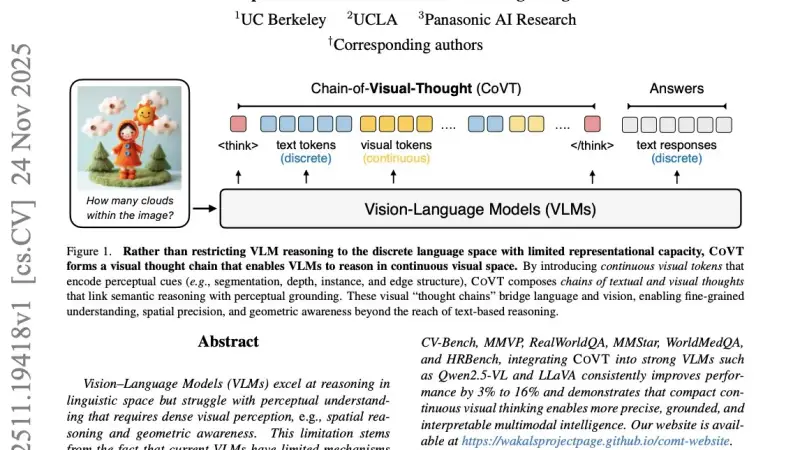 ¹UC Berkeley ²UCLA ³Panasonic AI Research
†Corresponding authors
2511.19418v1 [cs.CV] 24 Nov 2025
Chain-of-Visual-Thought (CoVT)
Answers
<think>
text tokens
(discrete)
visual tokens
(continuous)
....
....
</think>
text responses
(discrete)
How many clouds
within the image?
Vision-Language Models (VLMs)
Figure 1. Rather than restricting VLM reasoning to the discrete language space with limited representational capacity, COVT
forms a visual thought chain that enables VLMs to reason in continuous visual space. By introducing continuous visual tokens that
encode perceptual cues (e.g., segmentation, depth, instance, and edge structure), COVT composes chains of textual and visual thoughts
that link semantic reasoning with perceptual grounding. These visual “thought chains” bridge language and vision, enabling fine-grained
understanding, spatial precision, and geometric awareness beyond the reach of text-based reasoning.
Abstract
Vision–Language Models (VLMs) excel at reasoning in
linguistic space but struggle with perceptual understand-
ing that requires dense visual perception, e.g., spatial rea-
soning and geometric awareness. This limitation stems
from the fact that current VLMs have limited mechanisms
CV-Bench, MMVP, RealWorldQA, MMStar, WorldMedQA,
and HRBench, integrating COVT into strong VLMs such
as Qwen2.5-VL and LLaVA consistently improves perfor-
mance by 3% to 16% and demonstrates that compact con-
tinuous visual thinking enables more precise, grounded, and
interpretable multimodal intelligence. Our website is avail-
able at https://wakalsprojectpage.github.io/comt-website.